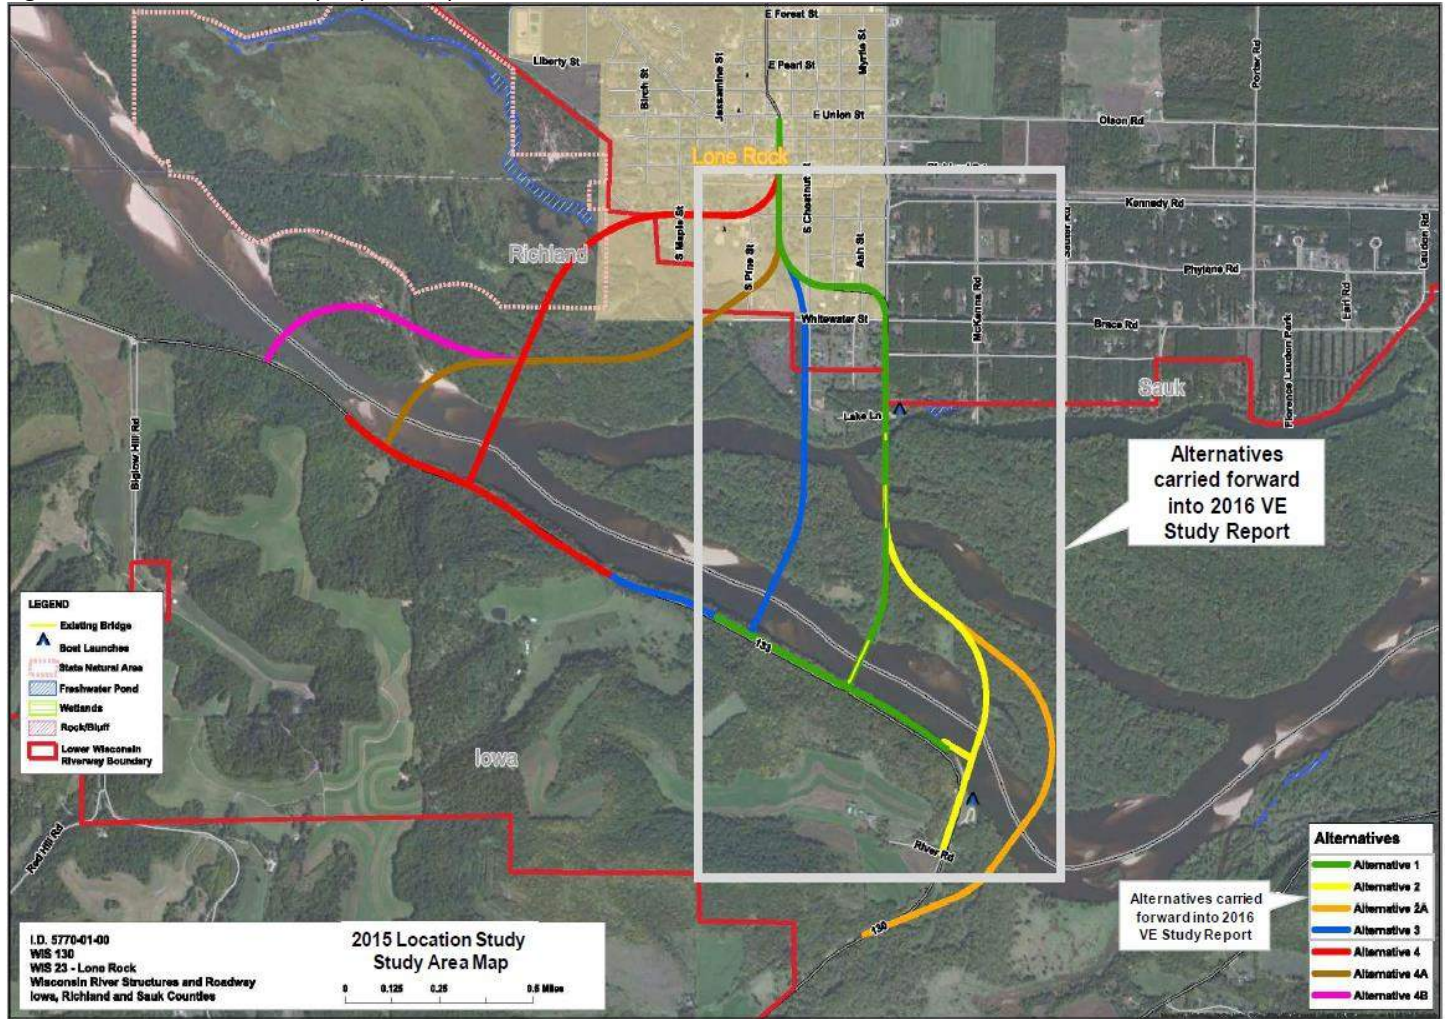 E Forest St
Liberty St
E Pearl St
Birch St
Jessamine St
Myrtle St
Porter Rd
E Union St
Olson Rd
Lone Rock
Kennedy Rd
S Maple St
S Chestnut St
Sauter Rd
Laudon Rd
Richland
S Pine St
Ash St
McKenna Rd
Phylane Rd
Earl Rd
Whitewater St
Brace Rd
Florence Laudon Park
Sauk
Lake Ln
Biglow Hill Rd
Alternatives
carried forward
into 2016 VE
Study Report
LEGEND
Existing Bridge
Boat Launches
State Natural Area
Freshwater Pond
Wetlands
Rock/Bluff
Lower Wisconsin
Riverway Boundary
133
Iowa
River Rd
Red Hill Rd
130
Alternatives carried
forward into 2016
VE Study Report
Alternatives
Alternative 1
Alternative 2
Alternative 2A
Alternative 3
Alternative 4
Alternative 4A
Alternative 4B
I.D. 5770-01-00
WIS 130
WIS 23 - Lone Rock
Wisconsin River Structures and Roadway
Iowa, Richland and Sauk Counties
2015 Location Study
Study Area Map
0 0.125 0.25 0.5 Miles